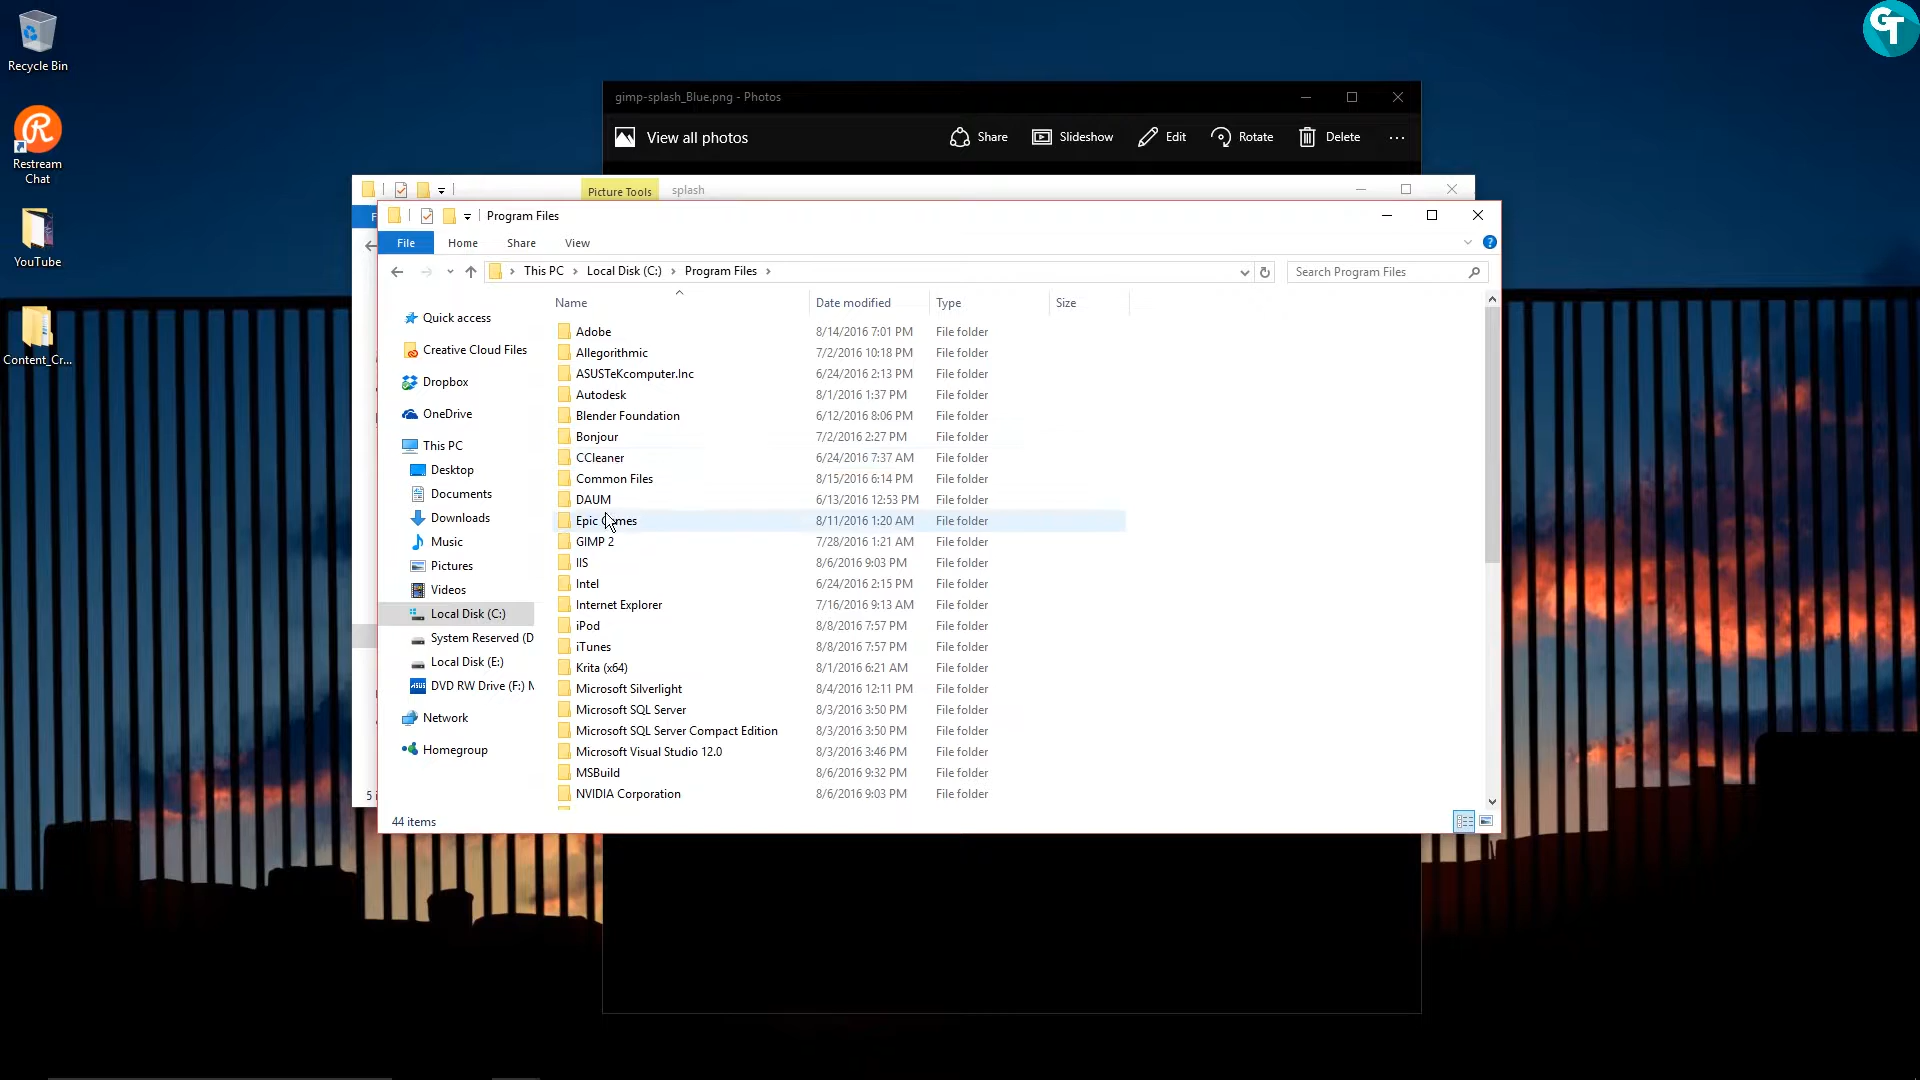 Recycle Bin
Restream
Chat
YouTube
Content_Cr...
GT
gimp-splash_Blue.png - Photos
View all photos
Share
Slideshow
Edit
Rotate
Delete
Picture Tools
splash
Program Files
File
Home
Share
View
This PC > Local Disk (C:) > Program Files >
Search Program Files
Name
Date modified
Type
Size
Quick access
Creative Cloud Files
Dropbox
OneDrive
This PC
Desktop
Documents
Downloads
Music
Pictures
Videos
Local Disk (C:)
System Reserved (D
Local Disk (E:)
DVD RW Drive (F:) M
Network
Homegroup
Adobe 8/14/2016 7:01 PM File folder
Allegorithmic 7/2/2016 10:18 PM File folder
ASUSTeKcomputer.Inc 6/24/2016 2:13 PM File folder
Autodesk 8/1/2016 1:37 PM File folder
Blender Foundation 6/12/2016 8:06 PM File folder
Bonjour 7/2/2016 2:27 PM File folder
CCleaner 6/24/2016 7:37 AM File folder
Common Files 8/15/2016 6:14 PM File folder
DAUM 6/13/2016 12:53 PM File folder
Epic Games 8/11/2016 1:20 AM File folder
GIMP 2 7/28/2016 1:21 AM File folder
IIS 8/6/2016 9:03 PM File folder
Intel 6/24/2016 2:15 PM File folder
Internet Explorer 7/16/2016 9:13 AM File folder
iPod 8/8/2016 7:57 PM File folder
iTunes 8/8/2016 7:57 PM File folder
Krita (x64) 8/1/2016 6:21 AM File folder
Microsoft Silverlight 8/4/2016 12:11 PM File folder
Microsoft SQL Server 8/3/2016 3:50 PM File folder
Microsoft SQL Server Compact Edition 8/3/2016 3:50 PM File folder
Microsoft Visual Studio 12.0 8/3/2016 3:46 PM File folder
MSBuild 8/6/2016 9:32 PM File folder
NVIDIA Corporation 8/6/2016 9:03 PM File folder
5 i
44 items